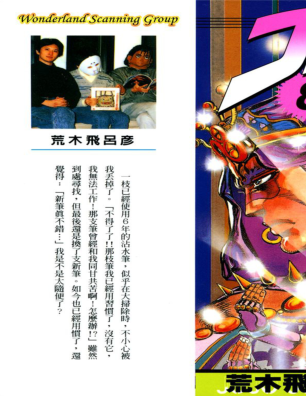 Wonderland Scanning Group
荒木飛呂彦
一枝已經使用6年的沾水筆，似乎在大掃除時，不小心被
我丟掉了。「不得了了!!那枝筆我已經用習慣了，沒有它，
我無法工作！那支筆曾經和我同甘共苦啊！怎麼辦!?」雖然
到處尋找，但最後還是換了支新筆。如今也已經用慣了，還
覺得：「新筆真不錯…」我是不是太隨便了？
荒木飛